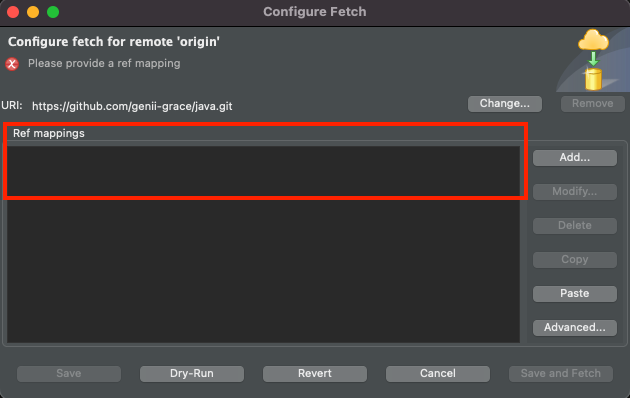 Configure Fetch
Configure fetch for remote 'origin'
Please provide a ref mapping
URI: https://github.com/genii-grace/java.git
Change...
Remove
Ref mappings
Add...
Modify...
Delete
Copy
Paste
Advanced...
Save
Dry-Run
Revert
Cancel
Save and Fetch